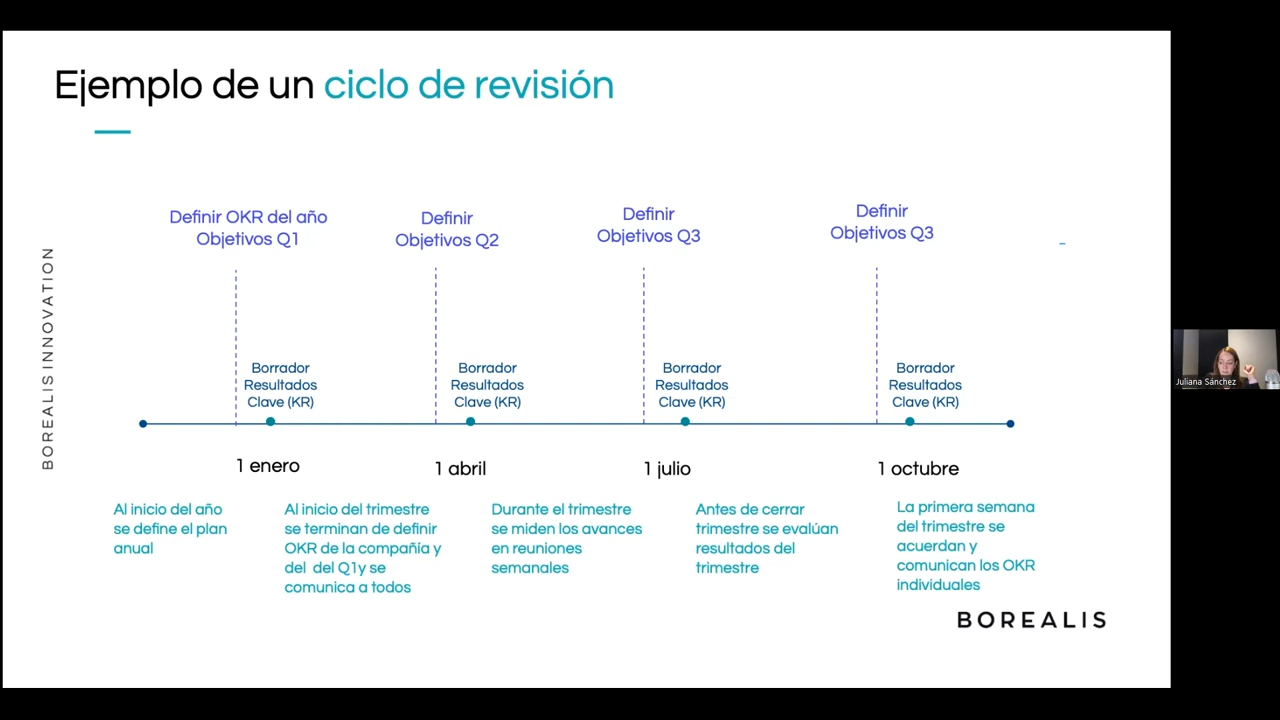 Ejemplo de un ciclo de revisión
BOREALIS INNOVATION
Definir OKR del año
Objetivos Q1
Definir
Objetivos Q2
Definir
Objetivos Q3
Definir
Objetivos Q3
Borrador
Resultados
Clave (KR)
Borrador
Resultados
Clave (KR)
Borrador
Resultados
Clave (KR)
Borrador
Resultados
Clave (KR)
1 enero
1 abril
1 julio
1 octubre
Al inicio del año
se define el plan
anual
Al inicio del trimestre
se terminan de definir
OKR de la compañía y
del del Q1y se
comunica a todos
Durante el trimestre
se miden los avances
en reuniones
semanales
Antes de cerrar
trimestre se evalúan
resultados del
trimestre
La primera semana
del trimestre se
acuerdan y
comunican los OKR
individuales
BOREALIS
Juliana Sánchez